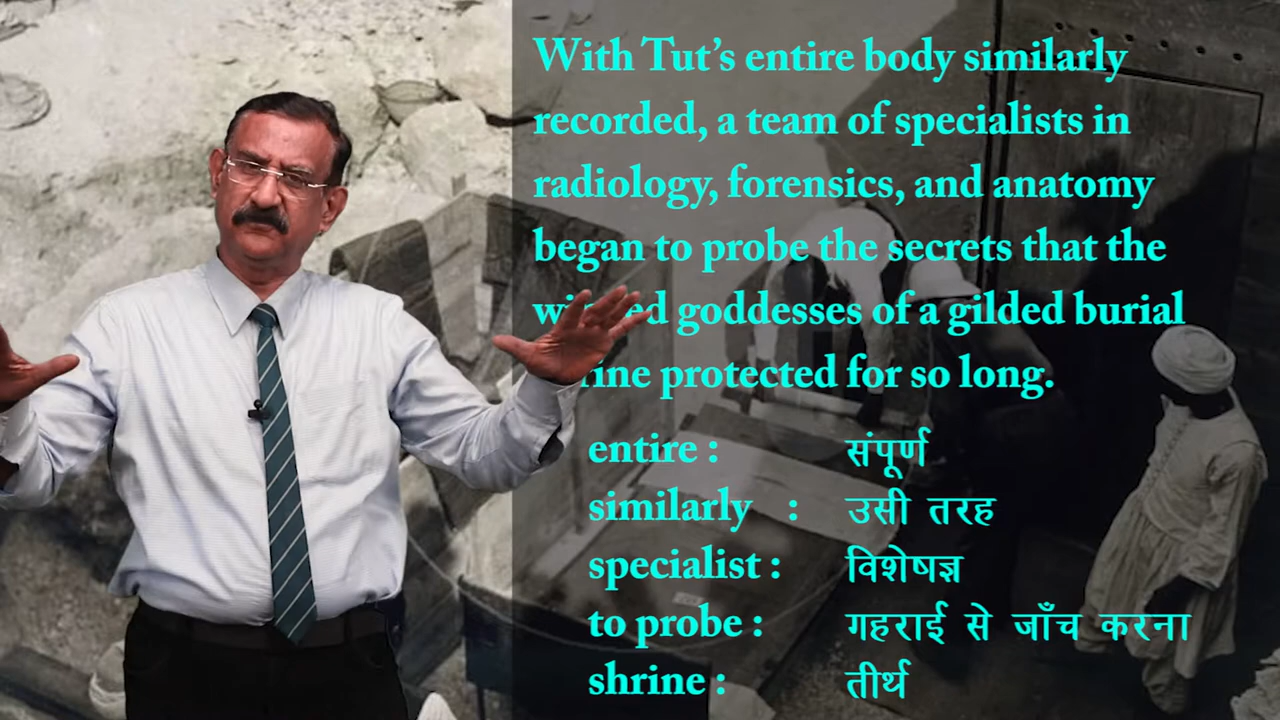 With Tut's entire body similarly
recorded, a team of specialists in
radiology, forensics, and anatomy
began to probe the secrets that the
goddesses of a gilded burial
protected for so long.
entire : संपूर्ण
similarly : उसी तरह
specialist : विशेषज्ञ
to probe : गहराई से जाँच करना
shrine : तीर्थ